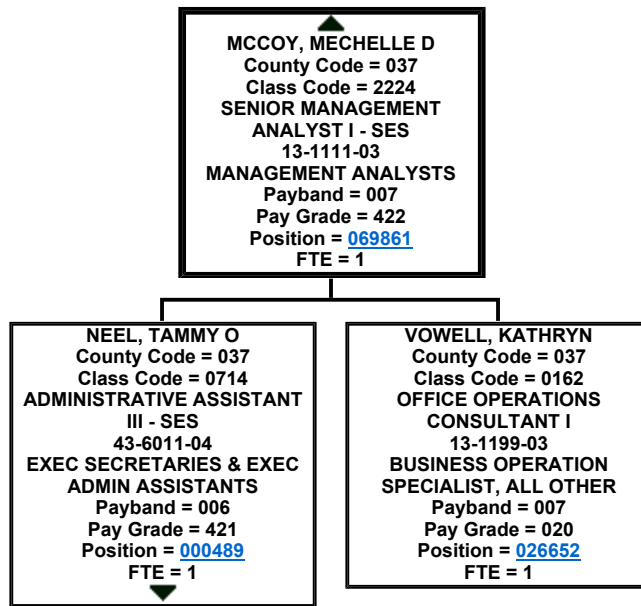 MCCOY, MECHELLE D
County Code = 037
Class Code = 2224
SENIOR MANAGEMENT
ANALYST I - SES
13-1111-03
MANAGEMENT ANALYSTS
Payband = 007
Pay Grade = 422
Position = 069861
FTE = 1
NEEL, TAMMY O
County Code = 037
Class Code = 0714
ADMINISTRATIVE ASSISTANT
III - SES
43-6011-04
EXEC SECRETARIES & EXEC
ADMIN ASSISTANTS
Payband = 006
Pay Grade = 421
Position = 000489
FTE = 1
VOWELL, KATHRYN
County Code = 037
Class Code = 0162
OFFICE OPERATIONS
CONSULTANT I
13-1199-03
BUSINESS OPERATION
SPECIALIST, ALL OTHER
Payband = 007
Pay Grade = 020
Position = 026652
FTE = 1